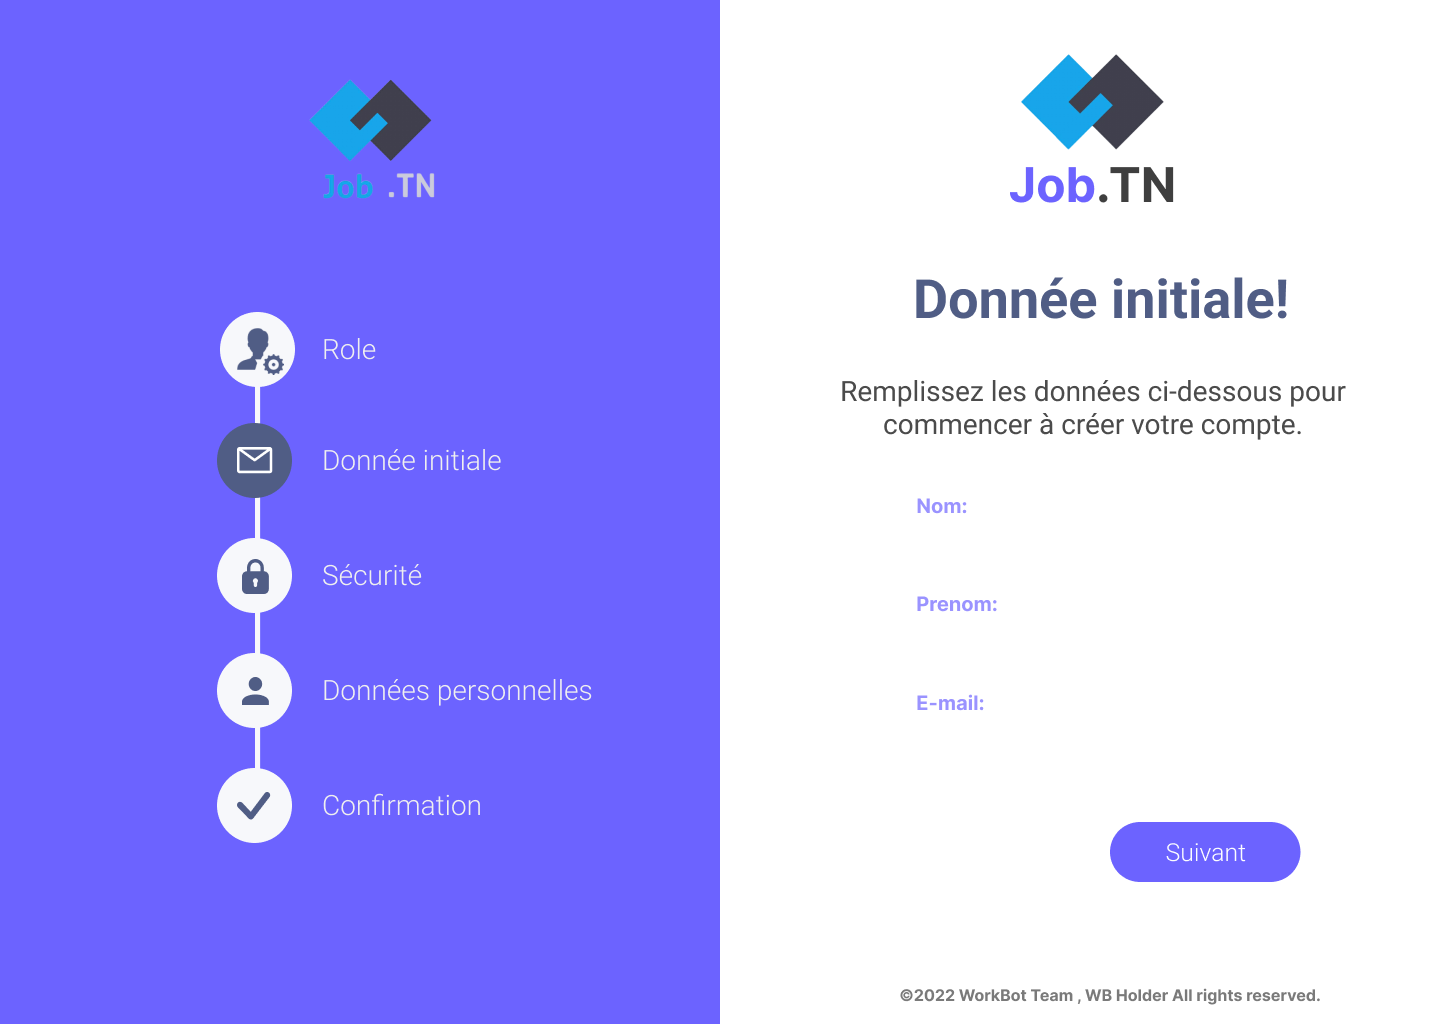 Job .TN
Role
Donnée initiale
Sécurité
Données personnelles
Confirmation
Job.TN
Donnée initiale!
Remplissez les données ci-dessous pour
commencer à créer votre compte.
Nom:
Prenom:
E-mail:
Suivant
©2022 WorkBot Team , WB Holder All rights reserved.